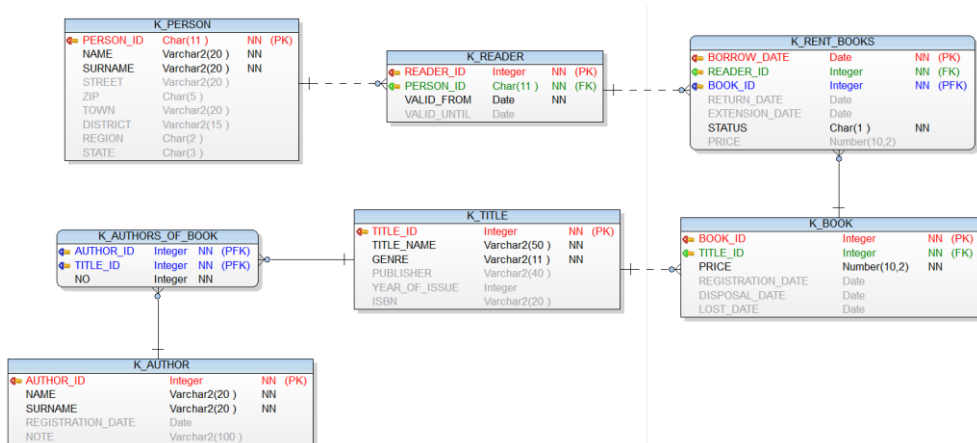 K_PERSON
PERSON_ID Char(11 ) NN (PK)
NAME Varchar2(20 ) NN
SURNAME Varchar2(20 ) NN
STREET Varchar2(20 )
ZIP Char(5 )
TOWN Varchar2(20 )
DISTRICT Varchar2(15 )
REGION Char(2 )
STATE Char(3 )
K_READER
READER_ID Integer NN (PK)
PERSON_ID Char(11 ) NN (FK)
VALID_FROM Date NN
VALID_UNTIL Date
K_RENT_BOOKS
BORROW_DATE Date NN (PK)
READER_ID Integer NN (FK)
BOOK_ID Integer NN (PFK)
RETURN_DATE Date
EXTENSION_DATE Date
STATUS Char(1 ) NN
PRICE Number(10,2)
K_AUTHORS_OF_BOOK
AUTHOR_ID Integer NN (PFK)
TITLE_ID Integer NN (PFK)
NO Integer NN
K_TITLE
TITLE_ID Integer NN (PK)
TITLE_NAME Varchar2(50 ) NN
GENRE Varchar2(11 ) NN
PUBLISHER Varchar2(40 )
YEAR_OF_ISSUE Integer
ISBN Varchar2(20 )
K_BOOK
BOOK_ID Integer NN (PK)
TITLE_ID Integer NN (FK)
PRICE Number(10,2) NN
REGISTRATION_DATE Date
DISPOSAL_DATE Date
LOST_DATE Date
K_AUTHOR
AUTHOR_ID Integer NN (PK)
NAME Varchar2(20 ) NN
SURNAME Varchar2(20 ) NN
REGISTRATION_DATE Date
NOTE Varchar2(100 )